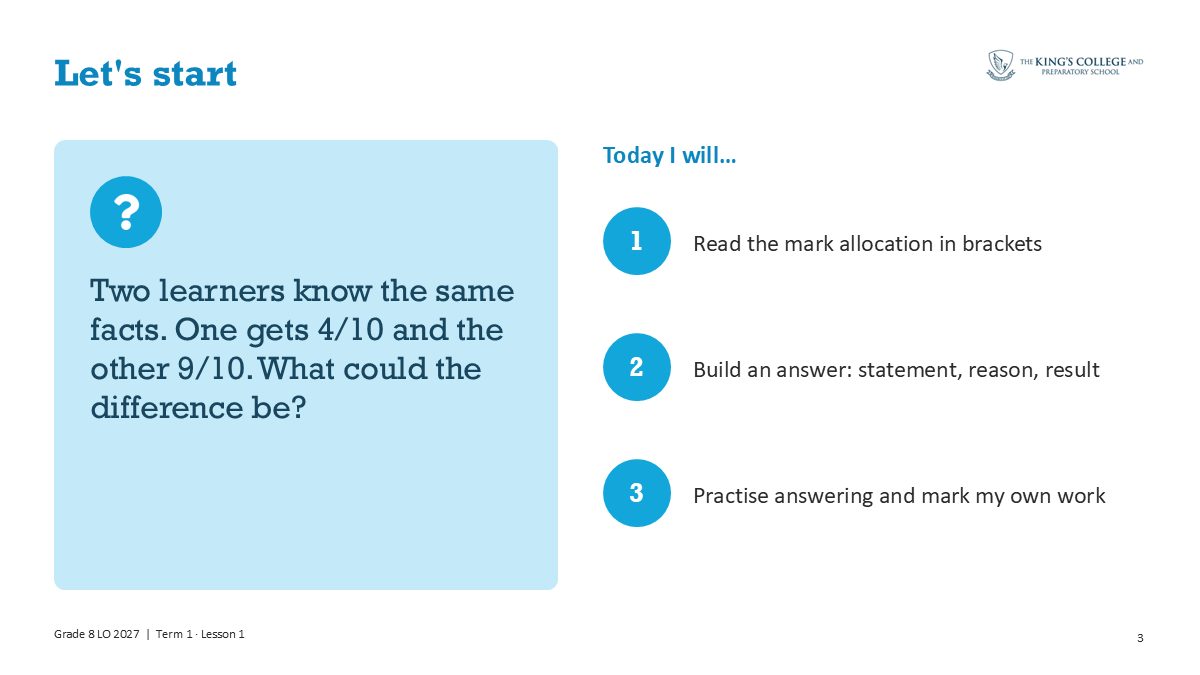 Let's start
THE KING'S COLLEGE AND
PREPARATORY SCHOOL
?
Two learners know the same
facts. One gets 4/10 and the
other 9/10. What could the
difference be?
Today I will...
1
Read the mark allocation in brackets
2
Build an answer: statement, reason, result
3
Practise answering and mark my own work
Grade 8 LO 2027 | Term 1 · Lesson 1
3